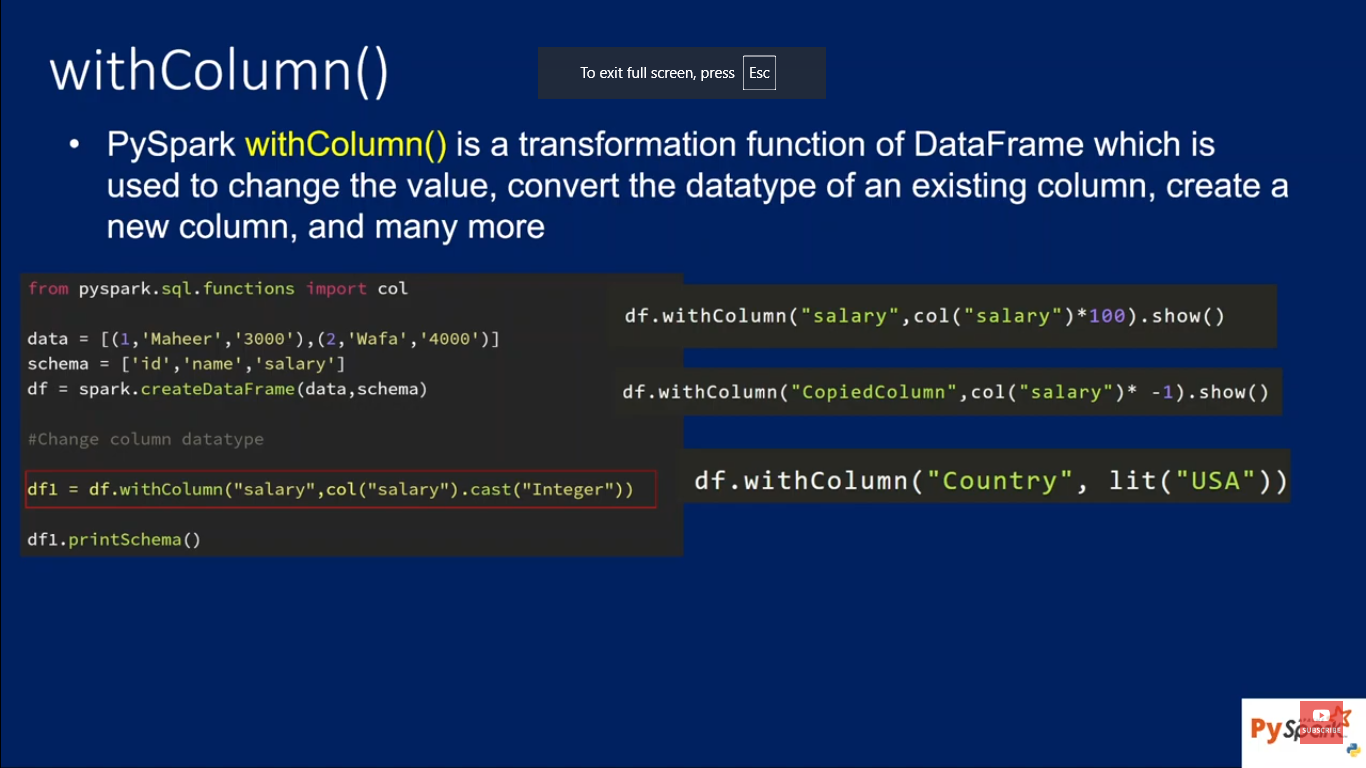 withColumn()
To exit full screen, press Esc
• PySpark withColumn() is a transformation function of DataFrame which is
used to change the value, convert the datatype of an existing column, create a
new column, and many more
from pyspark.sql.functions import col
data = [(1,'Maheer','3000'),(2,'Wafa','4000')]
schema = ['id','name','salary']
df = spark.createDataFrame(data,schema)
#Change column datatype
df1 = df.withColumn("salary",col("salary").cast("Integer"))
df1.printSchema()
df.withColumn("salary",col("salary")*100).show()
df.withColumn("CopiedColumn",col("salary")* -1).show()
df.withColumn("Country", lit("USA"))
PySpark
SUBSCRIBE